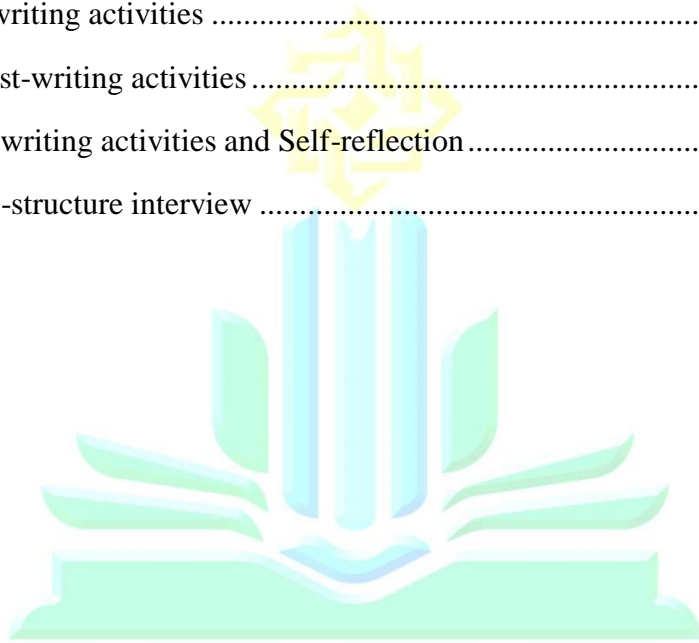 writing activities ................................................................
st-writing activities ...........................................................
writing activities and Self-reflection ..............................
-structure interview .........................................................